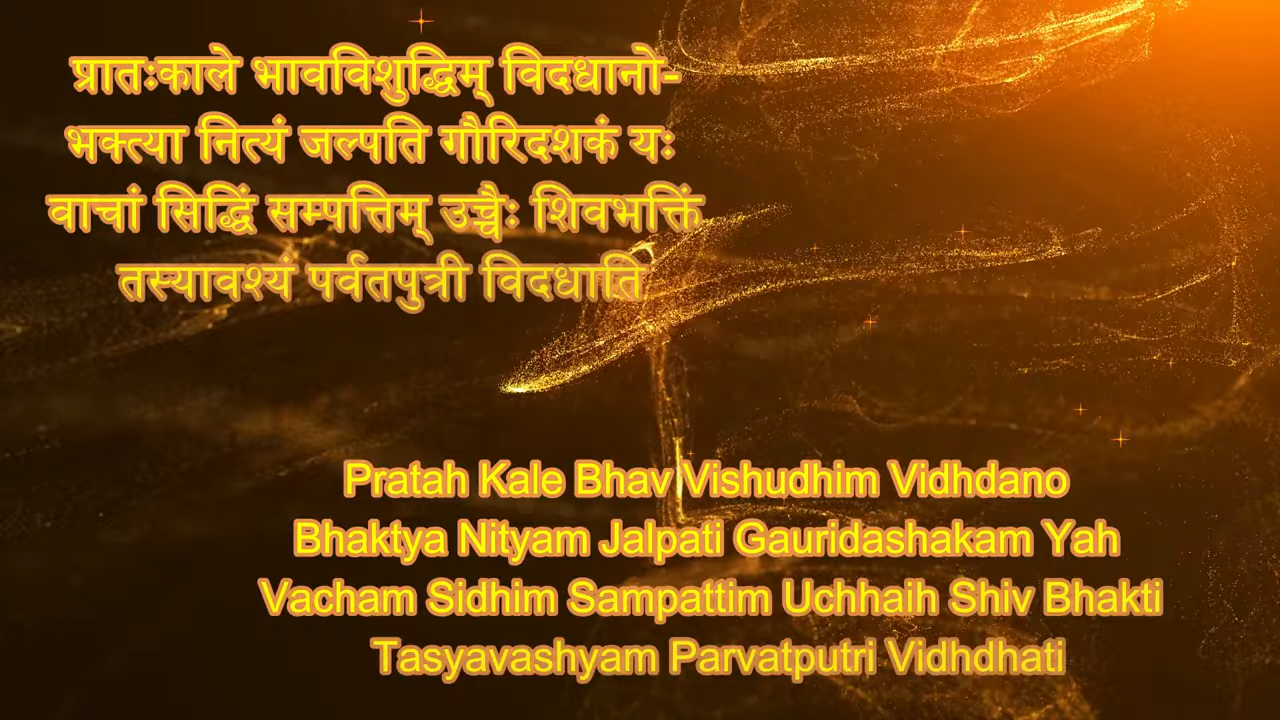 प्रातःकाले भावविशुद्धिम् विदधानो-
भक्त्या नित्यं जल्पति गौरिदशकं यः
वाचां सिद्धिं सम्पत्तिम् उच्चैः शिवभक्तिं
तस्यावश्यं पर्वतपुत्री विदधाति
Pratah Kale Bhav Vishudhim Vidhdano
Bhaktya Nityam Jalpati Gauridashakam Yah
Vacham Sidhim Sampattim Uchhaih Shiv Bhakti
Tasyavashyam Parvatputri Vidhdhati